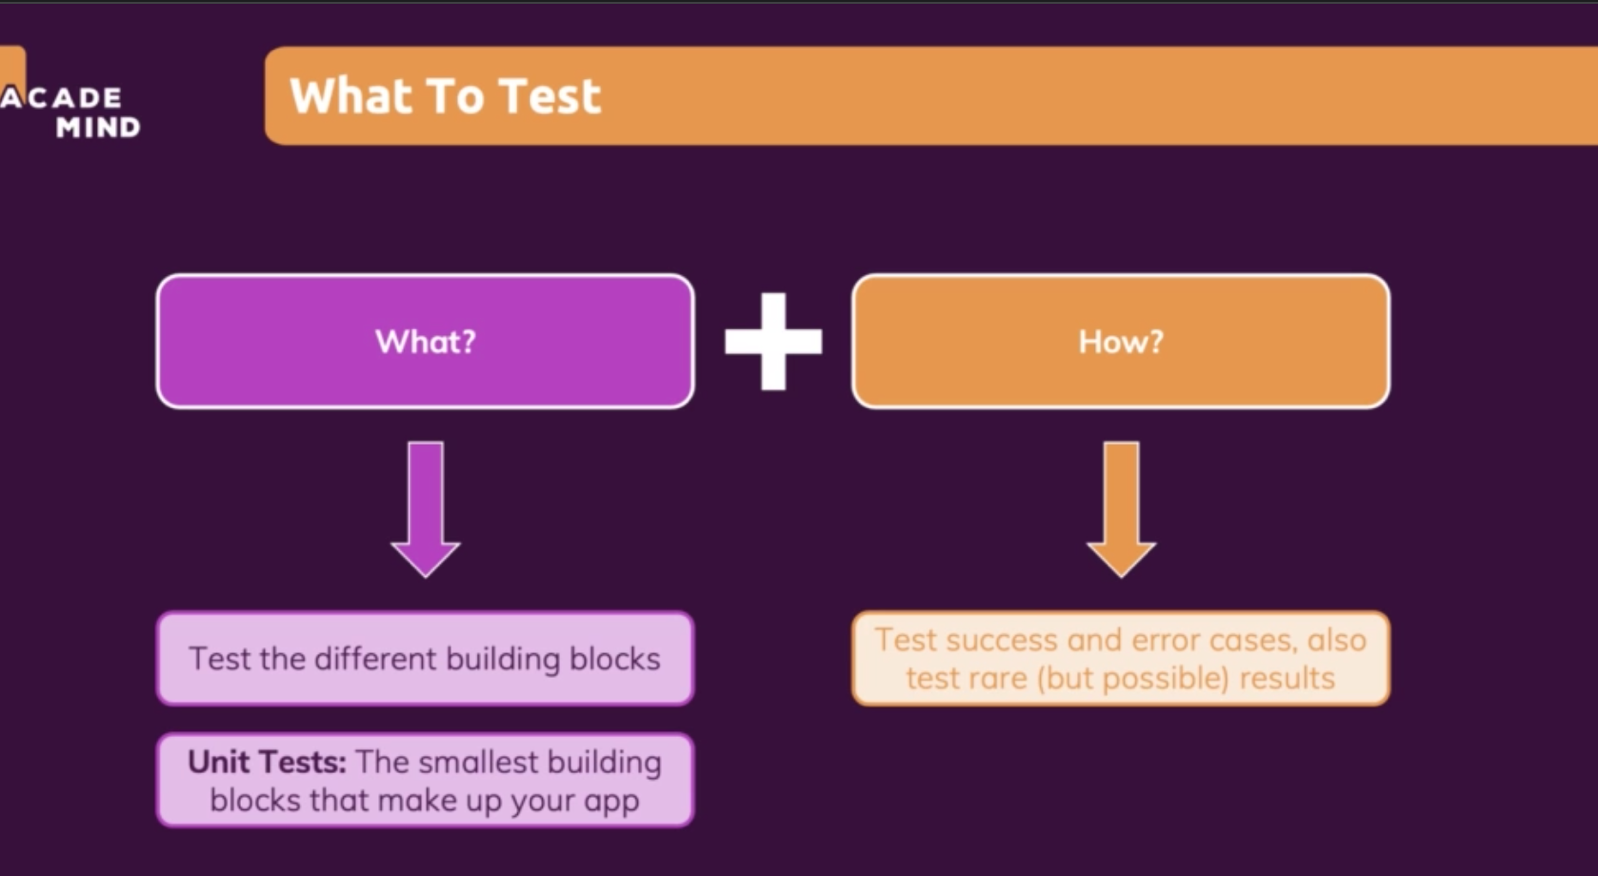 ACADE
MIND
What To Test
What?
How?
Test the different building blocks
Test success and error cases, also
test rare (but possible) results
Unit Tests: The smallest building
blocks that make up your app